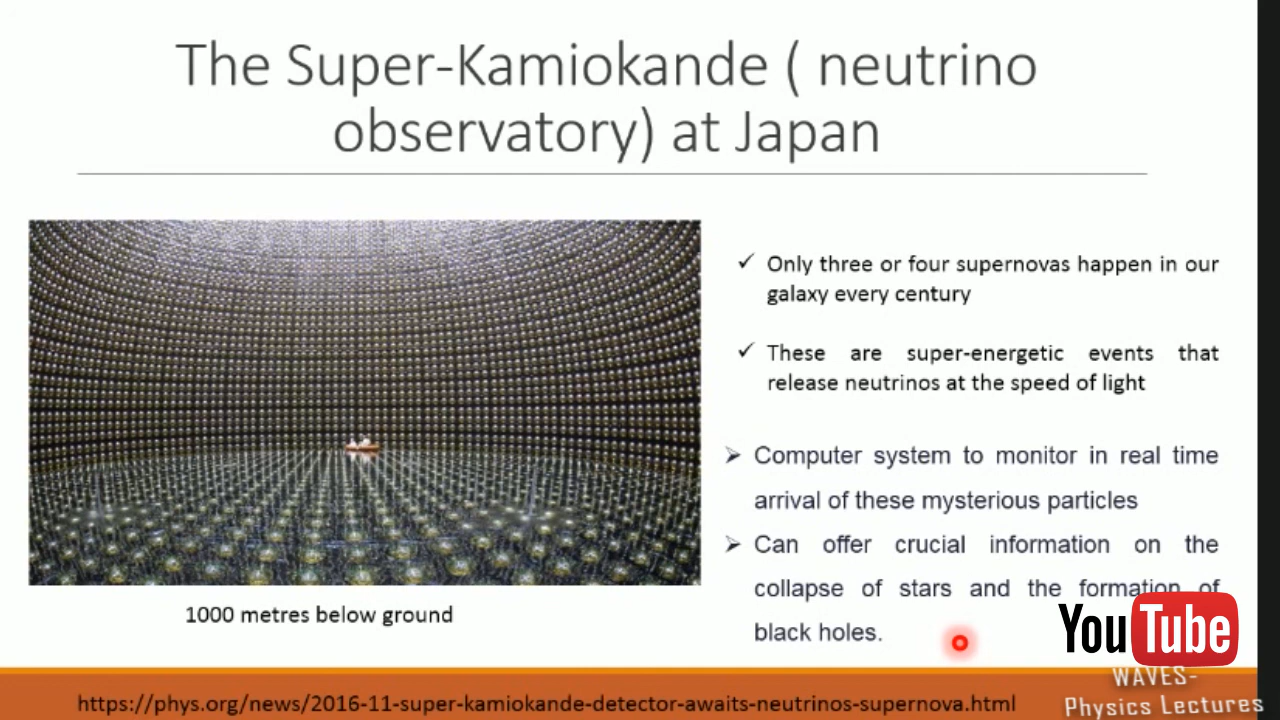 The Super-Kamiokande ( neutrino
observatory) at Japan
✓ Only three or four supernovas happen in our
galaxy every century
✓ These are super-energetic events that
release neutrinos at the speed of light
➢ Computer system to monitor in real time
arrival of these mysterious particles
➢ Can offer crucial information on the
collapse of stars and the formation of
black holes.
1000 metres below ground
YouTube
WAVES-
Physics Lectures
https://phys.org/news/2016-11-super-kamiokande-detector-awaits-neutrinos-supernova.html